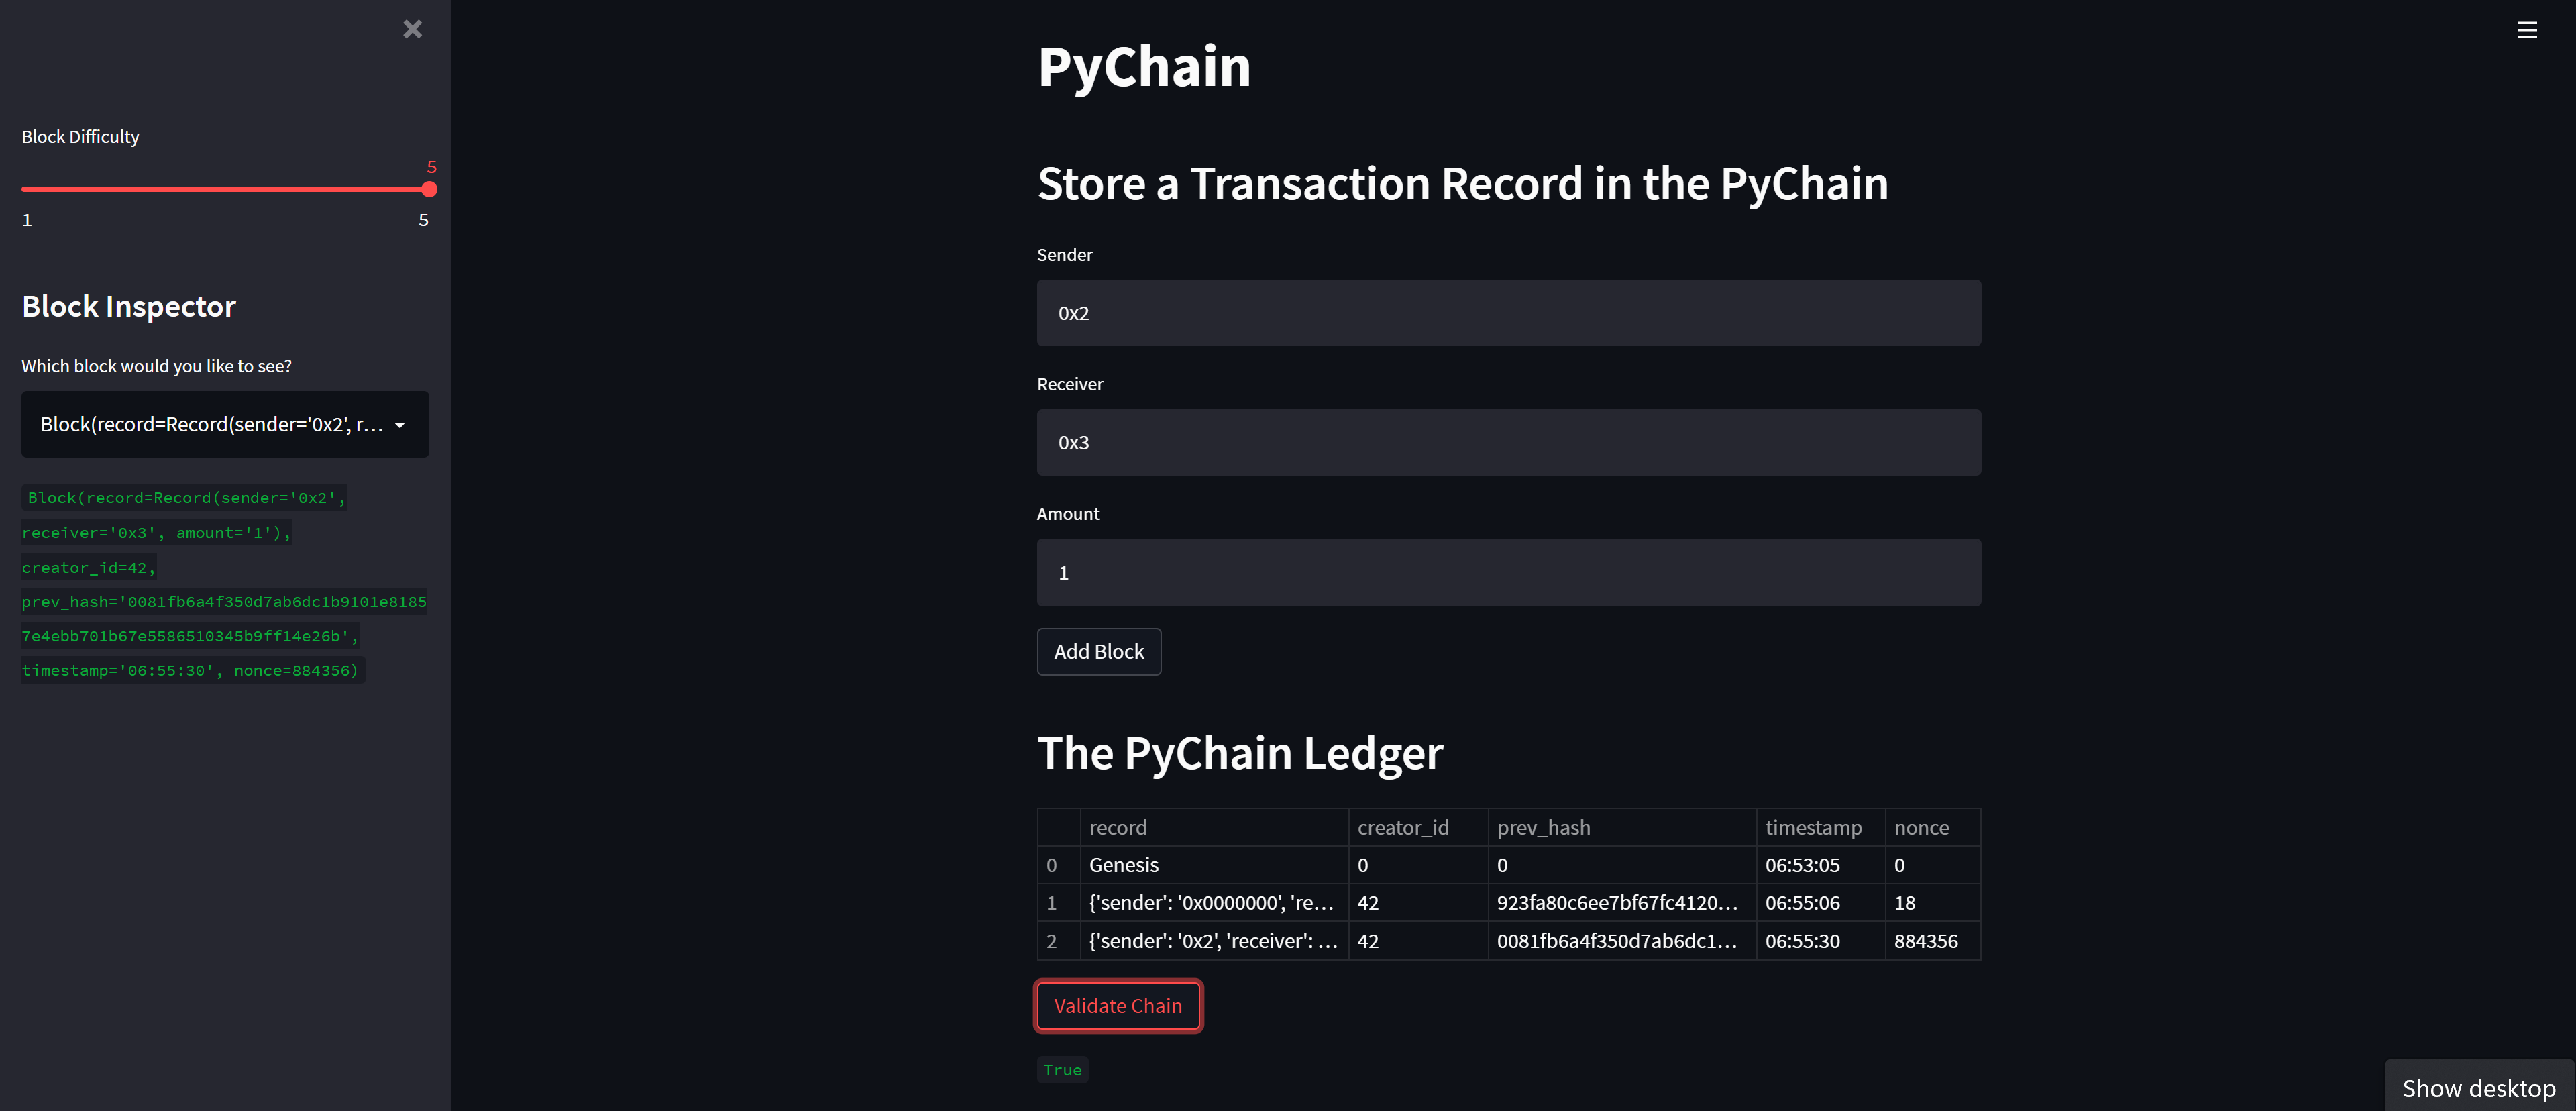 Block Difficulty
5
1 5
Block Inspector
Which block would you like to see?
Block(record=Record(sender='0x2', r...
Block(record=Record(sender='0x2',
receiver='0x3', amount='1'),
creator_id=42,
prev_hash='0081fb6a4f350d7ab6dc1b9101e8185
7e4ebb701b67e5586510345b9ff14e26b',
timestamp='06:55:30', nonce=884356)
PyChain
Store a Transaction Record in the PyChain
Sender
0x2
Receiver
0x3
Amount
1
Add Block
The PyChain Ledger
record creator_id prev_hash timestamp nonce
0 Genesis 0 0 06:53:05 0
1 {'sender': '0x0000000', 're... 42 923fa80c6ee7bf67fc4120... 06:55:06 18
2 {'sender': '0x2', 'receiver': ... 42 0081fb6a4f350d7ab6dc1... 06:55:30 884356
Validate Chain
True
Show desktop